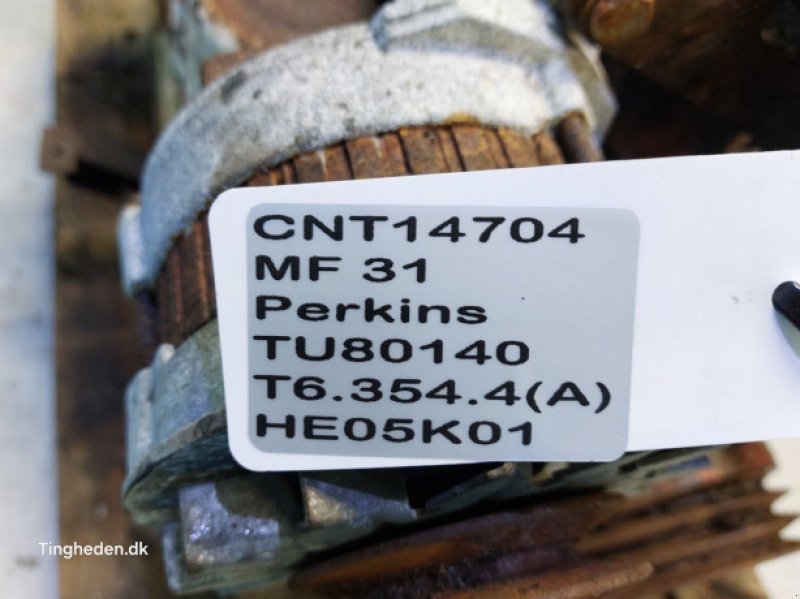 CNT14704
MF 31
Perkins
TU80140
T6.354.4(A)
HE05K01
Tingheden.dk